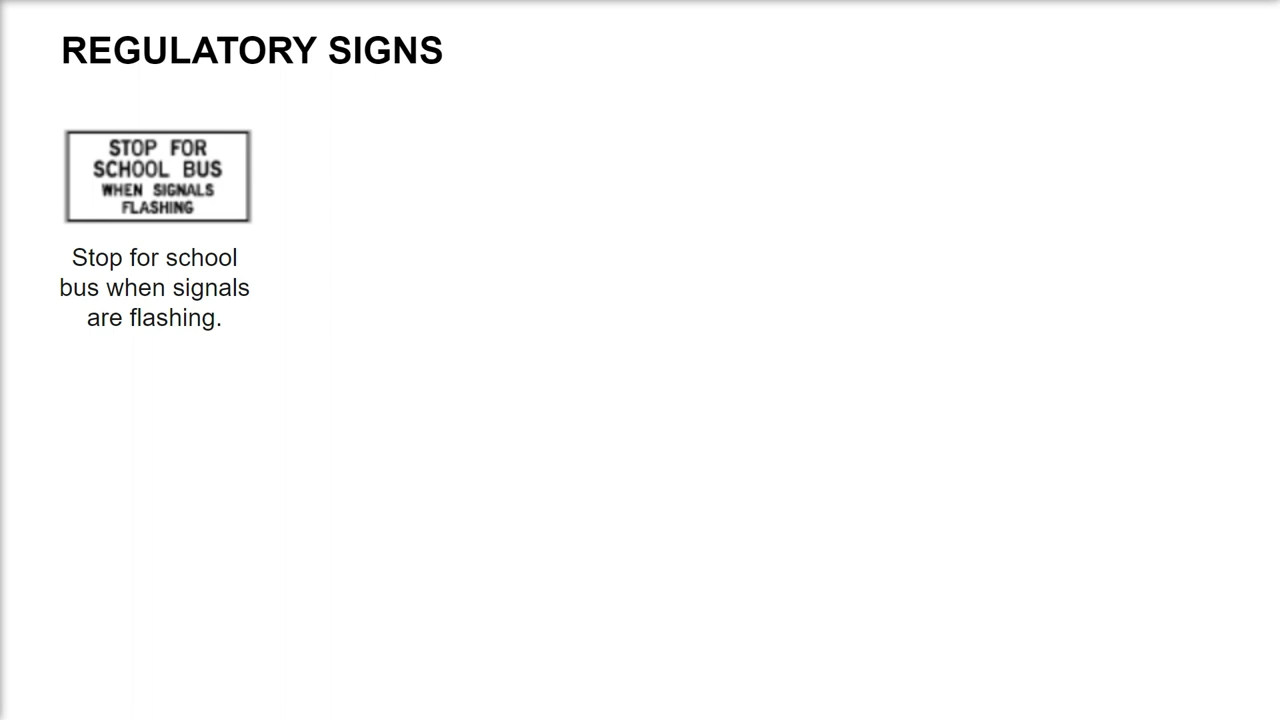 REGULATORY SIGNS
STOP FOR
SCHOOL BUS
WHEN SIGNALS
FLASHING
Stop for school
bus when signals
are flashing.